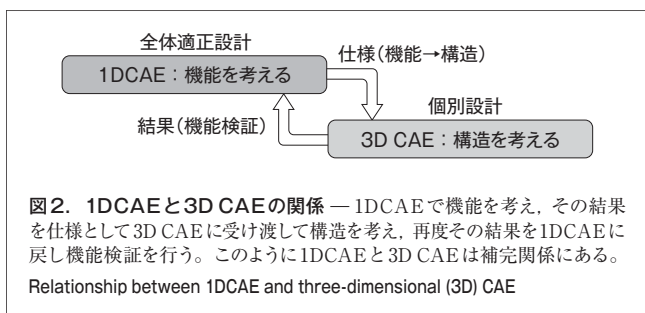 全体適正設計
1DCAE：機能を考える
仕様（機能→構造）
個別設計
結果（機能検証）
3D CAE：構造を考える
図2. 1DCAEと3D CAEの関係 — 1DCAEで機能を考え，その結果
を仕様として3D CAEに受け渡して構造を考え，再度その結果を1DCAEに
戻し機能検証を行う。このように1DCAEと3D CAEは補完関係にある。
Relationship between 1DCAE and three-dimensional (3D) CAE